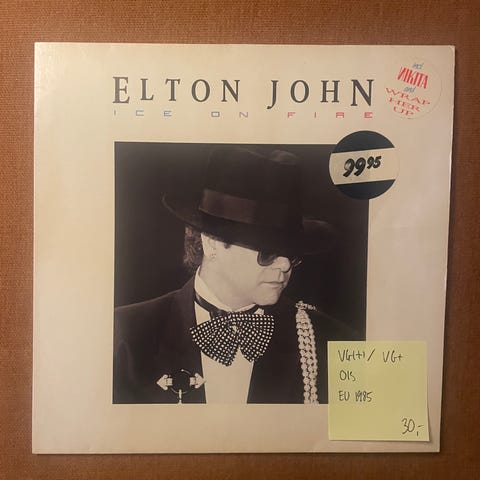 ELTON JOHN
ICE ON FIRE
incl
NIKITA
and
WRAP
HER
UP
99 95
VG(+) / VG+
OIS
EU 1985
30,-